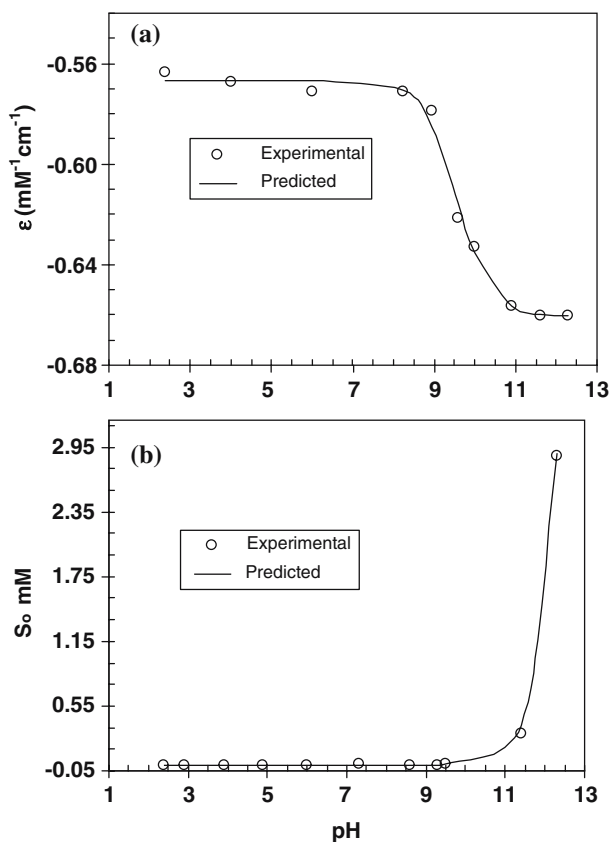 (a)
-0.56
-0.60
-0.64
-0.68
ε (mM⁻¹cm⁻¹)
Experimental
Predicted
1 3 5 7 9 11 13
(b)
2.95
2.35
1.75
1.15
0.55
-0.05
So mM
Experimental
Predicted
1 3 5 7 9 11 13
pH